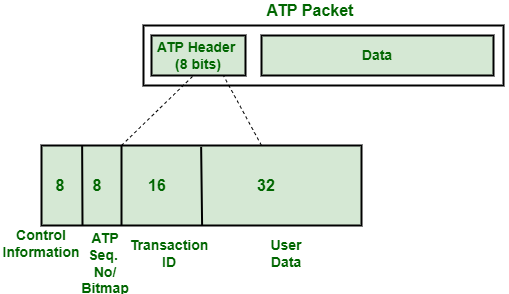 ATP Packet
ATP Header
(8 bits)
Data
8
8
16
32
Control
Information
ATP
Seq.
No/
Bitmap
Transaction
ID
User
Data